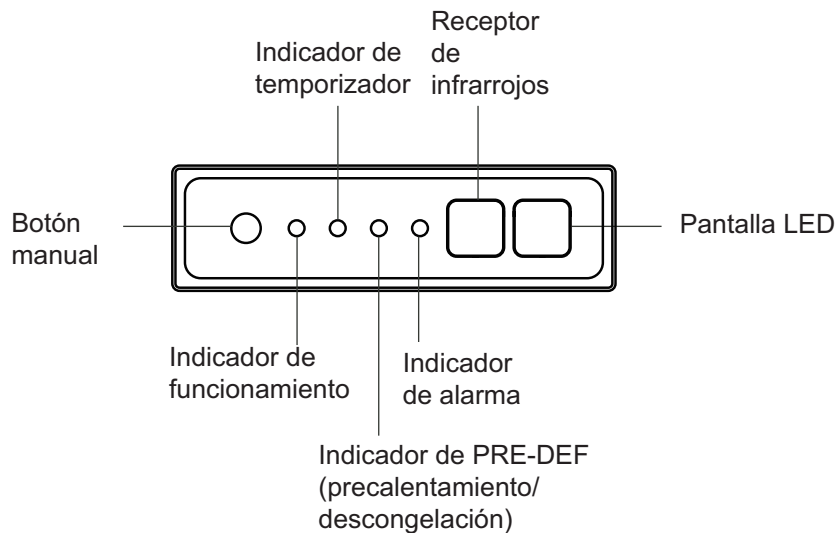 Receptor
de
infrarrojos
Indicador de
temporizador
Botón
manual
Pantalla LED
Indicador de
funcionamiento
Indicador
de alarma
Indicador de PRE-DEF
(precalentamiento/
descongelación)